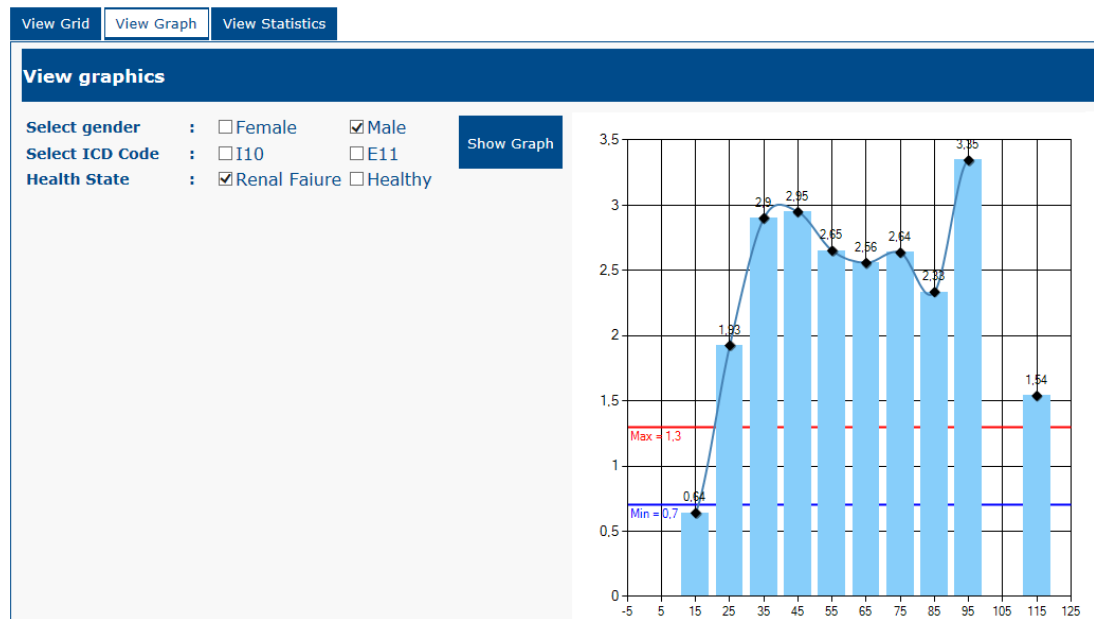 View Grid View Graph View Statistics
View graphics
Select gender : Female Male
Select ICD Code : I10 E11
Health State : Renal Faiure Healthy
Show Graph
3,5
3
2,5
2
1,5
1
0,5
0
3,35
2,9
2,95
2,65
2,56
2,64
2,33
1,93
1,54
0,64
Max = 1,3
Min = 0,7
-5 5 15 25 35 45 55 65 75 85 95 105 115 125